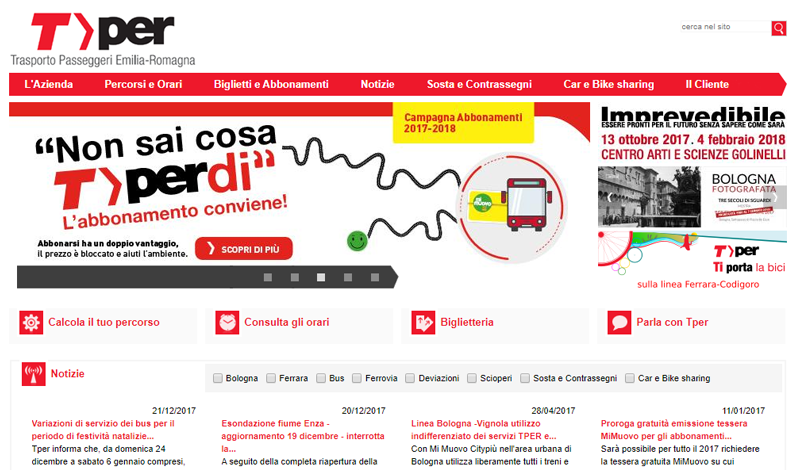 T>per
Trasporto Passeggeri Emilia-Romagna
cerca nel sito
L'Azienda
Percorsi e Orari
Biglietti e Abbonamenti
Notizie
Sosta e Contrassegni
Car e Bike sharing
Il Cliente
Campagna Abbonamenti
2017-2018
“Non sai cosa
T>perdi”
L'abbonamento conviene!
Abbonarsi ha un doppio vantaggio,
il prezzo è bloccato e aiuti l'ambiente.
SCOPRI DI PIÙ
Imprevedibile
ESSERE PRONTI PER IL FUTURO SENZA SAPERE COME SARÀ
13 ottobre 2017. 4 febbraio 2018
CENTRO ARTI E SCIENZE GOLINELLI
BOLOGNA
FOTOGRAFATA
TRE SECOLI DI SGUARDI
T>per
Ti porta la bici
sulla linea Ferrara-Codigoro
Calcola il tuo percorso
Consulta gli orari
Biglietteria
Parla con Tper
Notizie
Bologna
Ferrara
Bus
Ferrovia
Deviazioni
Scioperi
Sosta e Contrassegni
Car e Bike sharing
21/12/2017
Variazioni di servizio dei bus per il
periodo di festività natalizie...
Tper informa che, da domenica 24
dicembre a sabato 6 gennaio compresi,
20/12/2017
Esondazione fiume Enza -
aggiornamento 19 dicembre - interrotta
la...
A seguito della completa riapertura della
28/04/2017
Linea Bologna -Vignola utilizzo
indifferenziato dei servizi TPER e...
Con Mi Muovo Citypiù nell'area urbana di
Bologna utilizza liberamente tutti i treni e
11/01/2017
Proroga gratuità emissione tessera
MiMuovo per gli abbonamenti...
Sarà possibile per tutto il 2017 richiedere
la tessera gratuita MiMuovo su cui